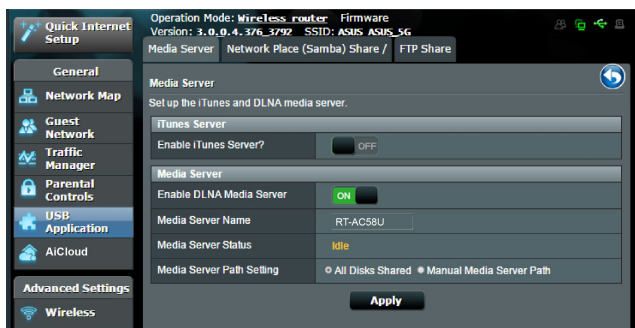 Quick Internet
Setup
Operation Mode: Wireless router Firmware
Version: 3.0.0.4.376_3792 SSID: ASUS ASUS_5G
Media Server Network Place (Samba) Share / FTP Share
General
Network Map
Guest
Network
Traffic
Manager
Parental
Controls
USB
Application
AiCloud
Advanced Settings
Wireless
Media Server
Set up the iTunes and DLNA media server.
iTunes Server
Enable iTunes Server? OFF
Media Server
Enable DLNA Media Server ON
Media Server Name RT-AC58U
Media Server Status Idle
Media Server Path Setting All Disks Shared Manual Media Server Path
Apply